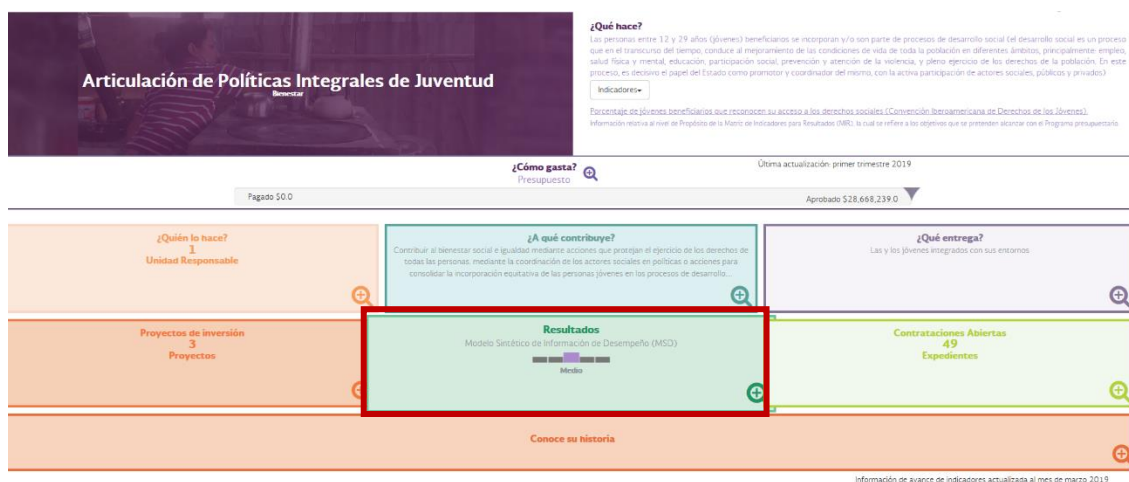 Articulación de Políticas Integrales de Juventud
Bienestar
¿Qué hace?
Las personas entre 12 y 29 años (jóvenes) beneficiarios se incorporan y/o son parte de procesos de desarrollo social (el desarrollo social es un proceso
que en el transcurso del tiempo, conduce al mejoramiento de las condiciones de vida de toda la población en diferentes ámbitos, principalmente: empleo,
salud física y mental, educación, participación social, prevención y atención de la violencia, y pleno ejercicio de los derechos de la población. En este
proceso, es decisivo el papel del Estado como promotor y coordinador del mismo, con la activa participación de actores sociales, públicos y privados)
Indicadores
Porcentaje de jóvenes beneficiarios que reconocen su acceso a los derechos sociales (Convención Iberoamericana de Derechos de los Jóvenes).
Información relativa al nivel de Propósito de la Matriz de Indicadores para Resultados (MIR), la cual se refiere a los objetivos que se pretenden alcanzar con el Programa presupuestario.
¿Cómo gasta?
Presupuesto
Última actualización: primer trimestre 2019
Pagado $0.0
Aprobado $28,668,239.0
¿Quién lo hace?
1
Unidad Responsable
¿A qué contribuye?
Contribuir al bienestar social e igualdad mediante acciones que protejan el ejercicio de los derechos de
todas las personas, mediante la coordinación de los actores sociales en políticas o acciones para
consolidar la incorporación equitativa de las personas jóvenes en los procesos de desarrollo...
¿Qué entrega?
Las y los jóvenes integrados con sus entornos
Proyectos de inversión
3
Proyectos
Resultados
Modelo Sintético de Información de Desempeño (MSD)
Medio
Contrataciones Abiertas
49
Expedientes
Conoce su historia
Información de avance de indicadores actualizada al mes de marzo 2019